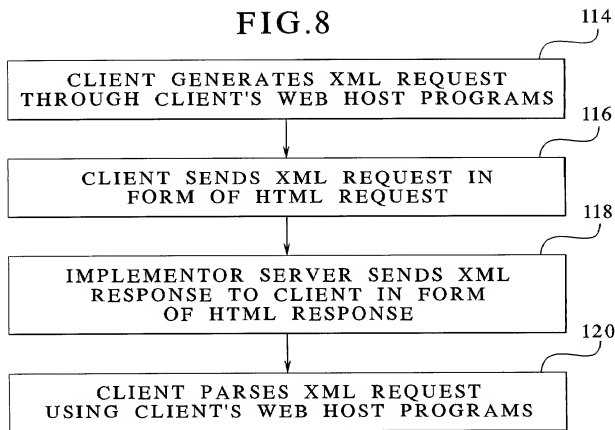 FIG.8
114
CLIENT GENERATES XML REQUEST
THROUGH CLIENT'S WEB HOST PROGRAMS
116
CLIENT SENDS XML REQUEST IN
FORM OF HTML REQUEST
118
IMPLEMENTOR SERVER SENDS XML
RESPONSE TO CLIENT IN FORM
OF HTML RESPONSE
120
CLIENT PARSES XML REQUEST
USING CLIENT'S WEB HOST PROGRAMS